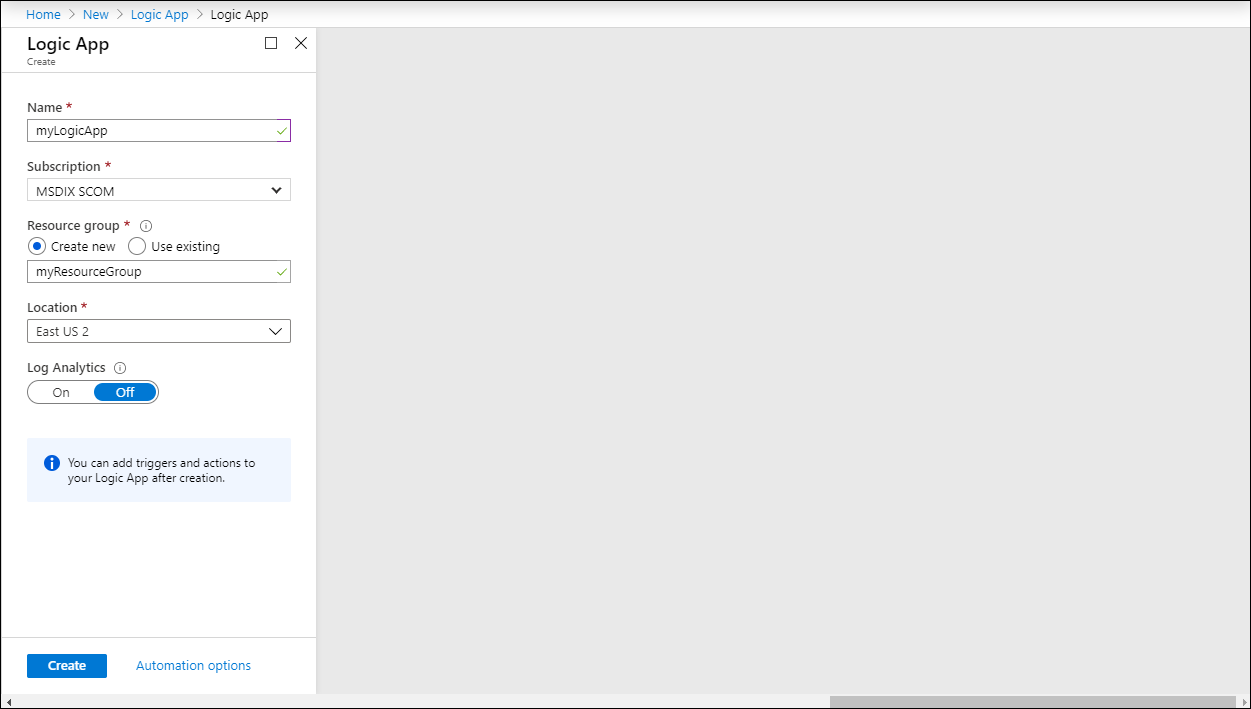 Home > New > Logic App > Logic App
Logic App
Create
Name *
myLogicApp
Subscription *
MSDIX SCOM
Resource group *
Create new Use existing
myResourceGroup
Location *
East US 2
Log Analytics
On Off
You can add triggers and actions to
your Logic App after creation.
Create Automation options